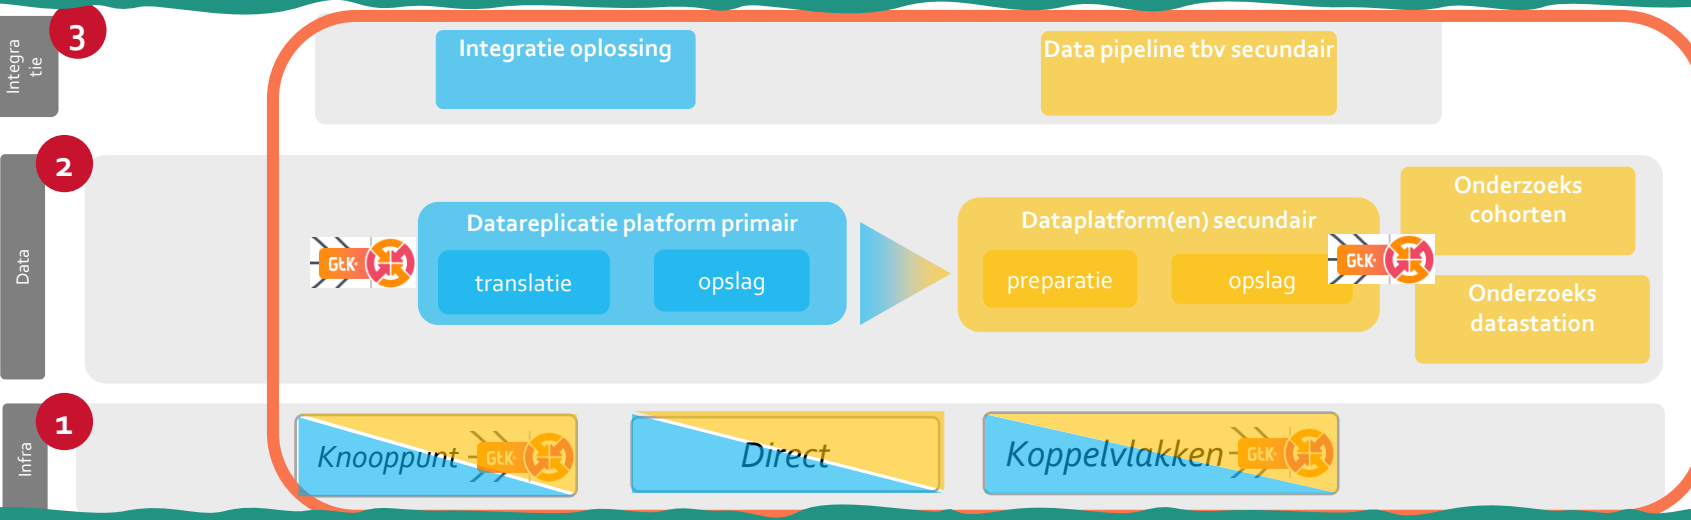 3
Integra
tie
Integratie oplossing
Data pipeline tbv secundair
2
Data
Datareplicatie platform primair
translatie
opslag
Dataplatform(en) secundair
preparatie
opslag
Onderzoeks
cohorten
Onderzoeks
datastation
GtK
GtK
1
Infra
Knooppunt
GtK
Direct
Koppelvlakken
GtK